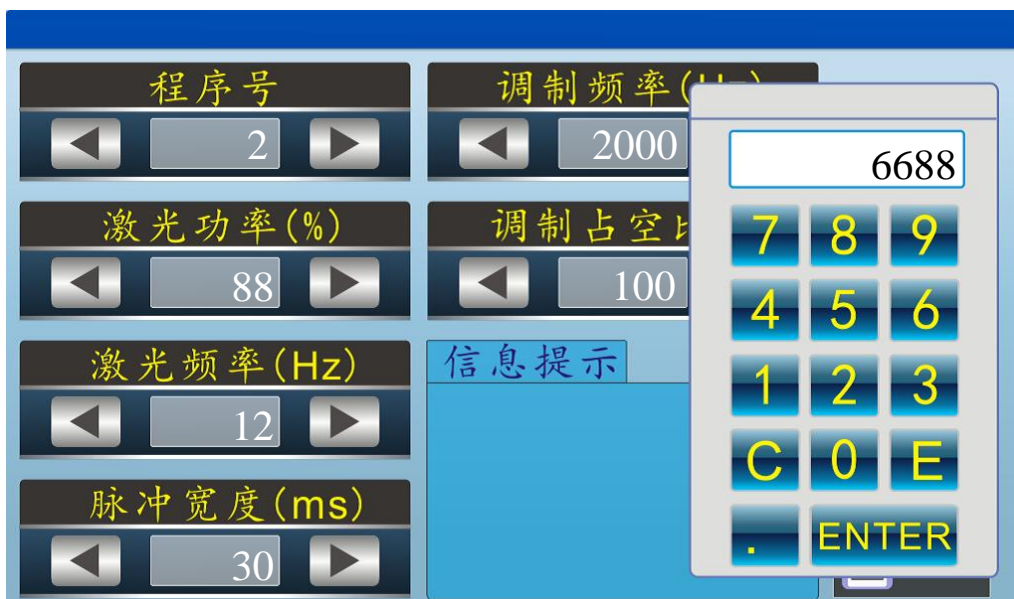 程序号
2
激光功率(%)
88
激光频率(Hz)
12
脉冲宽度(ms)
30
调制频率(Hz)
2000
调制占空比
100
信息提示
6688
7 8 9
4 5 6
1 2 3
C 0 E
. ENTER